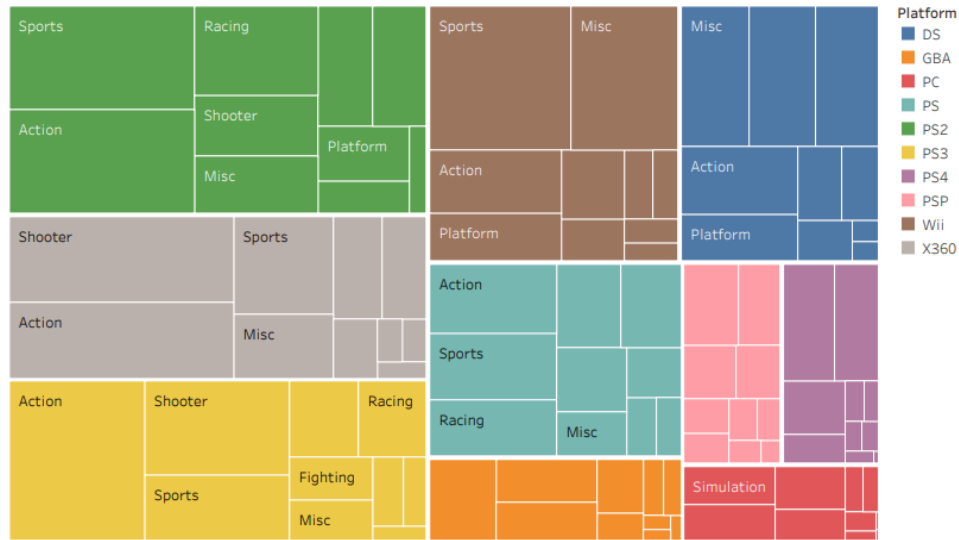 Sports
Racing
Action
Shooter
Misc
Platform
Shooter
Sports
Action
Misc
Action
Shooter
Racing
Sports
Fighting
Misc
Sports
Misc
Action
Platform
Misc
Action
Platform
Action
Sports
Racing
Misc
Simulation
Platform
DS
GBA
PC
PS
PS2
PS3
PS4
PSP
Wii
X360